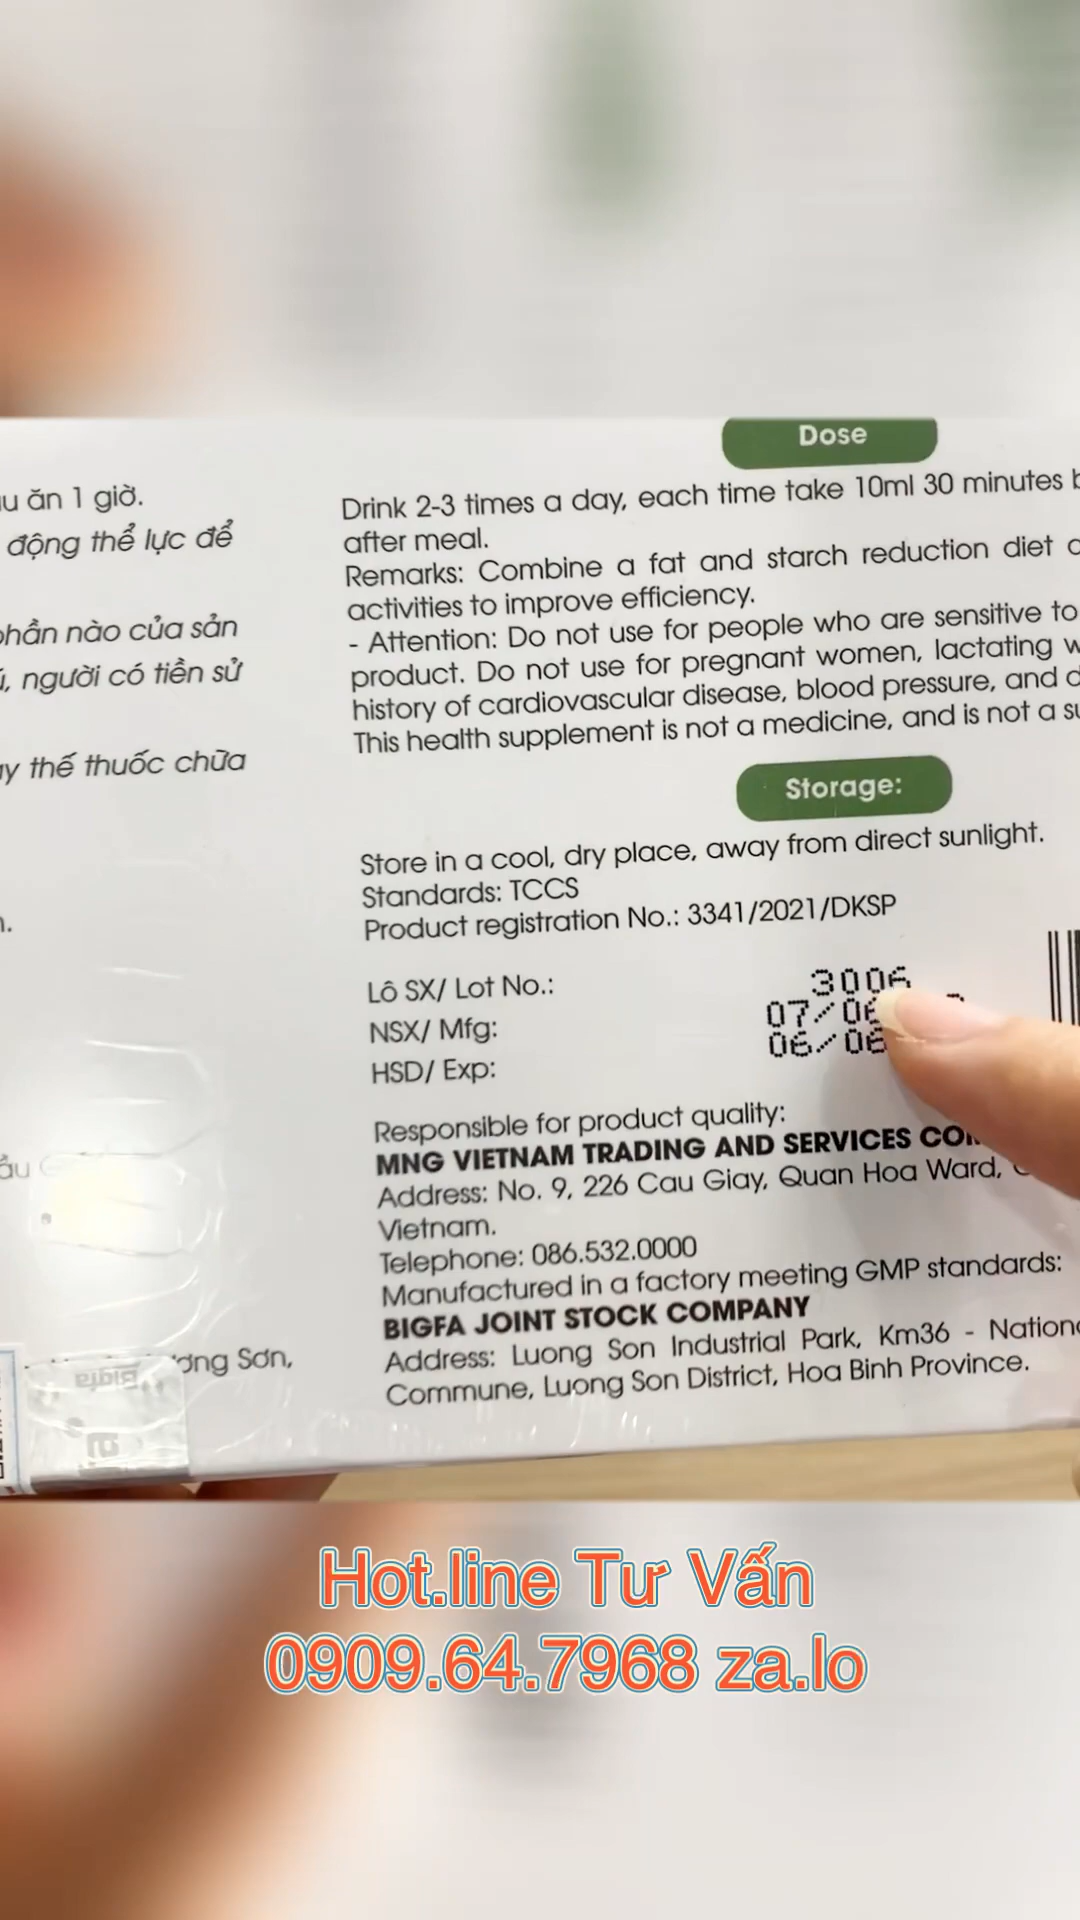 u ăn 1 giờ.
động thể lực để
phần nào của sản
người có tiền sử
thế thuốc chữa
Sơn,
Dose
Drink 2-3 times a day, each time take 10ml 30 minutes
after meal.
Remarks: Combine a fat and starch reduction diet
activities to improve efficiency.
- Attention: Do not use for people who are sensitive to
product. Do not use for pregnant women, lactating
history of cardiovascular disease, blood pressure, and
This health supplement is not a medicine, and is not a
Storage:
Store in a cool, dry place, away from direct sunlight.
Standards: TCCS
Product registration No.: 3341/2021/DKSP
Lô SX/ Lot No.: 3006
NSX/ Mfg: 07/06
HSD/ Exp: 06/06
Responsible for product quality:
MNG VIETNAM TRADING AND SERVICES
Address: No. 9, 226 Cau Giay, Quan Hoa Ward,
Vietnam.
Telephone: 086.532.0000
Manufactured in a factory meeting GMP standards:
BIGFA JOINT STOCK COMPANY
Address: Luong Son Industrial Park, Km36 -
Commune, Luong Son District, Hoa Binh Province.
Hot.line Tư Vấn
0909.64.7968 za.lo